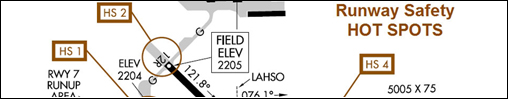 HS 2
Runway Safety
HOT SPOTS
G
HS 1
FIELD
ELEV
2205
HS 4
ELEV
2204
G
RWY 7
RUNUP
AREA
121.8°
LAHSO
076.1°
5005 X 75